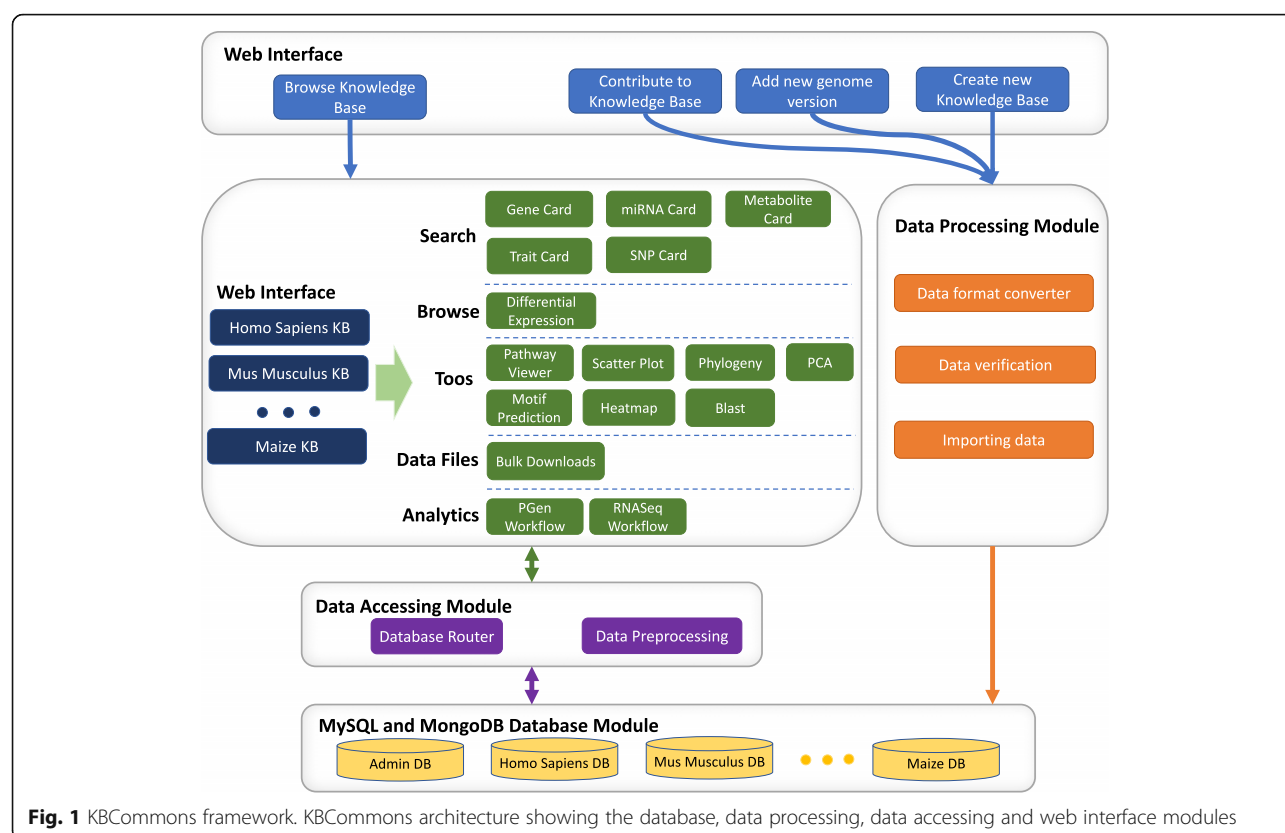 Web Interface
Browse Knowledge
Base
Contribute to
Knowledge Base
Add new genome
version
Create new
Knowledge Base
Web Interface
Homo Sapiens KB
Mus Musculus KB
Maize KB
Search
Gene Card
miRNA Card
Metabolite
Card
Trait Card
SNP Card
Browse
Differential
Expression
Toos
Pathway
Viewer
Scatter Plot
Phylogeny
PCA
Motif
Prediction
Heatmap
Blast
Data Files
Bulk Downloads
Analytics
PGen
Workflow
RNASeq
Workflow
Data Processing Module
Data format converter
Data verification
Importing data
Data Accessing Module
Database Router
Data Preprocessing
MySQL and MongoDB Database Module
Admin DB
Homo Sapiens DB
Mus Musculus DB
Maize DB
Fig. 1 KBCommons framework. KBCommons architecture showing the database, data processing, data accessing and web interface modules